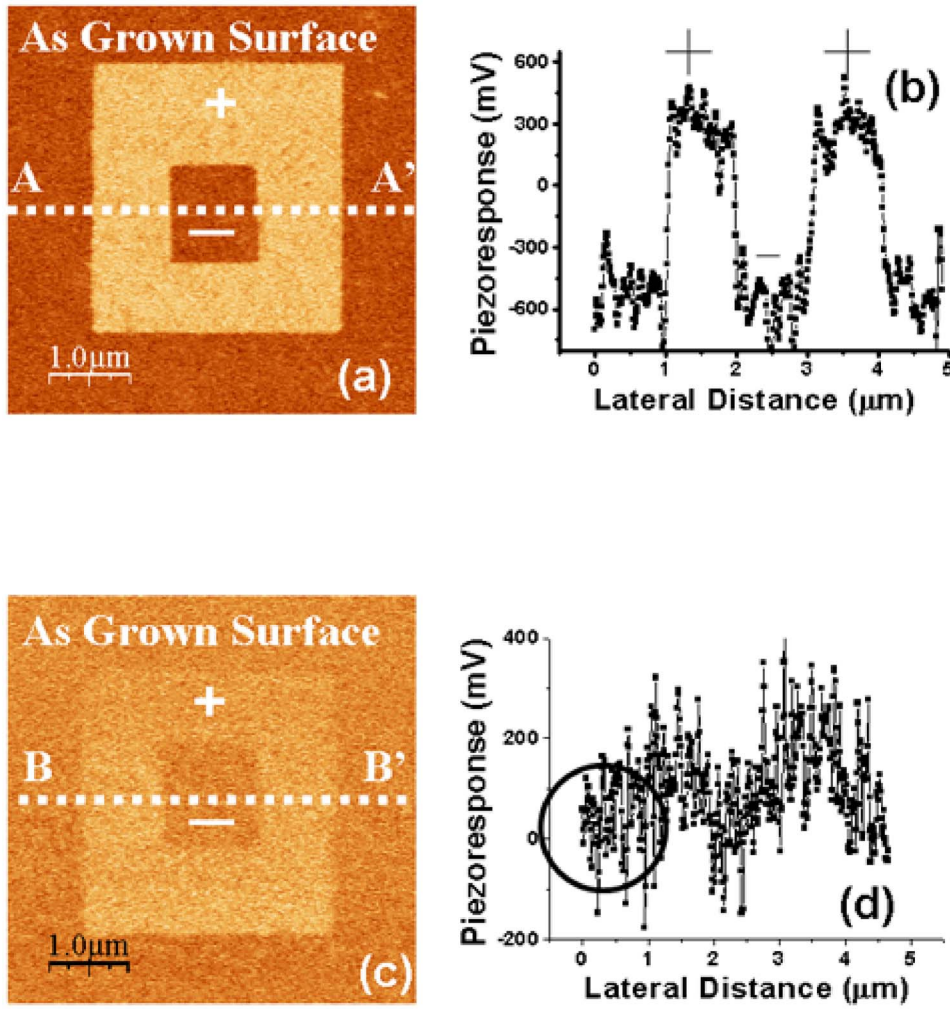 As Grown Surface
+
A
A’
—
1.0μm
(a)
Piezoresponse (mV)
600
300
0
-300
-600
+
+
—
(b)
0 1 2 3 4 5
Lateral Distance (μm)
As Grown Surface
+
B
B’
—
1.0μm
(c)
Piezoresponse (mV)
400
200
0
-200
(d)
0 1 2 3 4 5
Lateral Distance (μm)